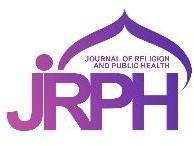 JOURNAL OF RELIGION
AND PUBLIC HEALTH
JRPH